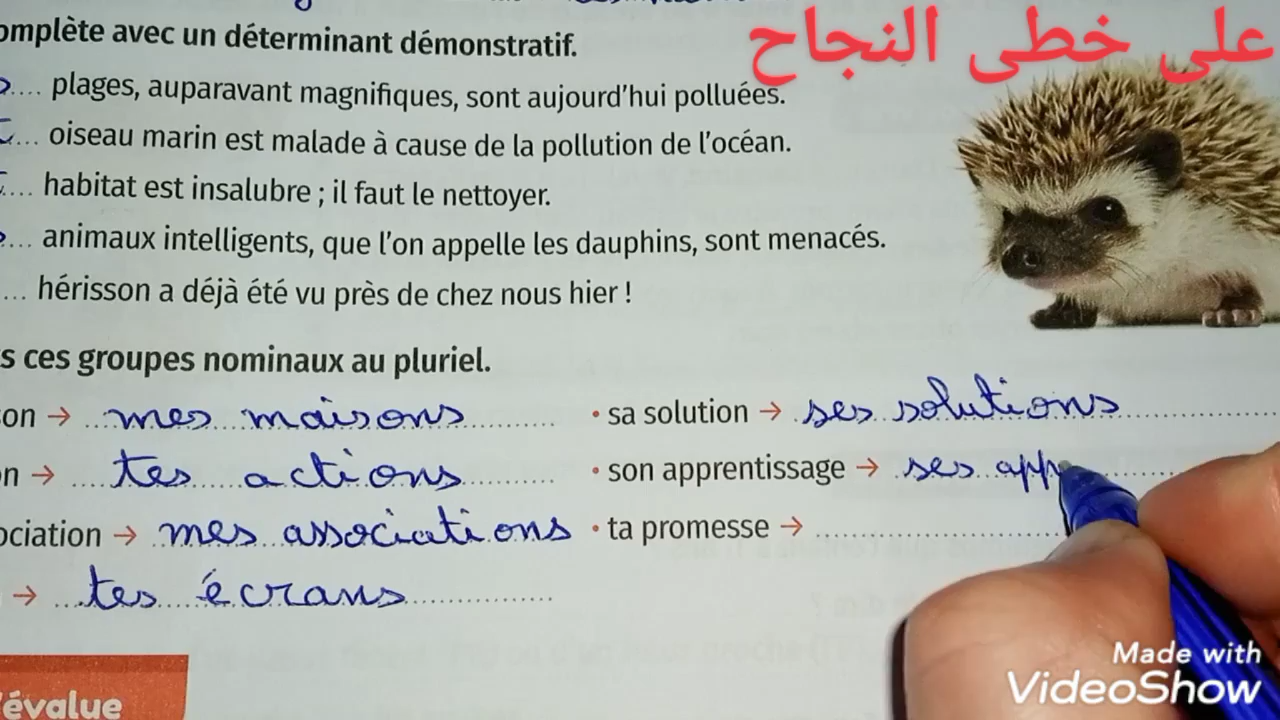 على خطى النجاح
omplète avec un déterminant démonstratif.
.... plages, auparavant magnifiques, sont aujourd'hui polluées.
... oiseau marin est malade à cause de la pollution de l'océan.
.... habitat est insalubre ; il faut le nettoyer.
... animaux intelligents, que l'on appelle les dauphins, sont menacés.
... hérisson a déjà été vu près de chez nous hier !
s ces groupes nominaux au pluriel.
son → mes maisons • sa solution → ses solutions
n → tes actions • son apprentissage → ses app
ociation → mes associations • ta promesse →
→ tes écrans
'évalue
Made with
VideoShow